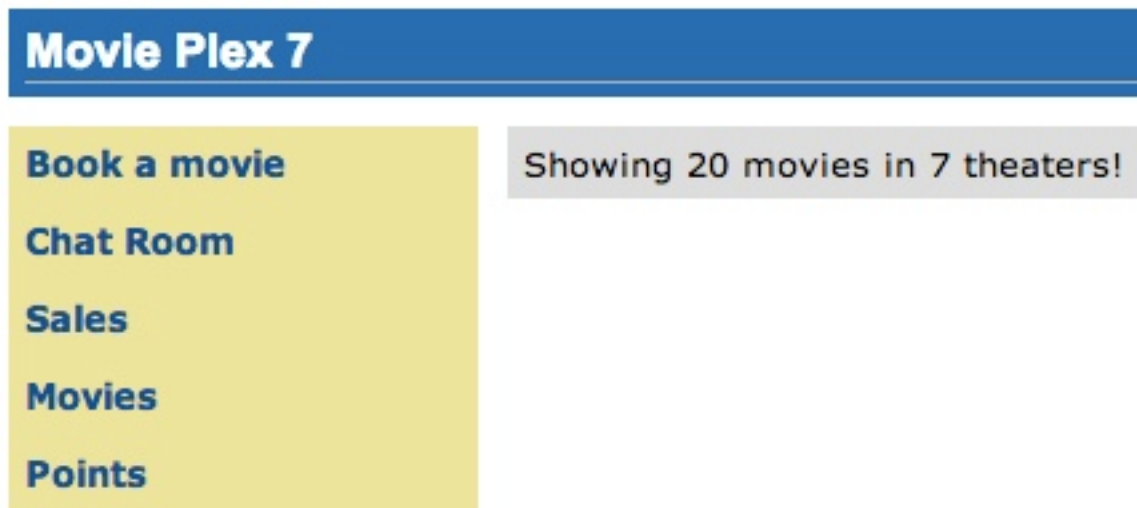 Movie Plex 7
Book a movie
Chat Room
Sales
Movies
Points
Showing 20 movies in 7 theaters!